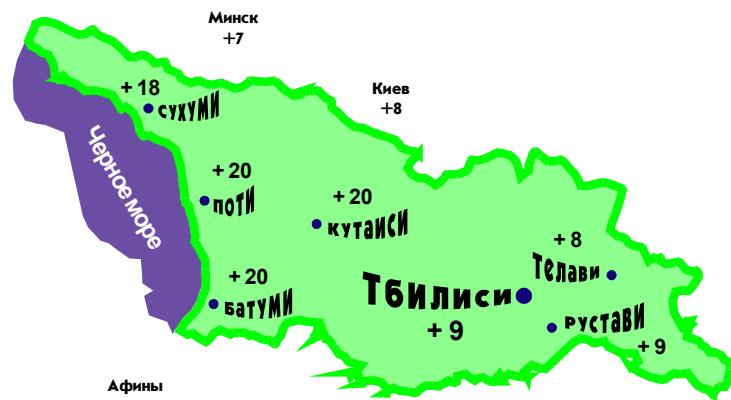 Минск
+7
Киев
+8
+18
сухуми
Черное море
+20
поти
+20
кутаиси
+8
Телави
+20
батуми
Тбилиси
+9
рустави
+9
Афины